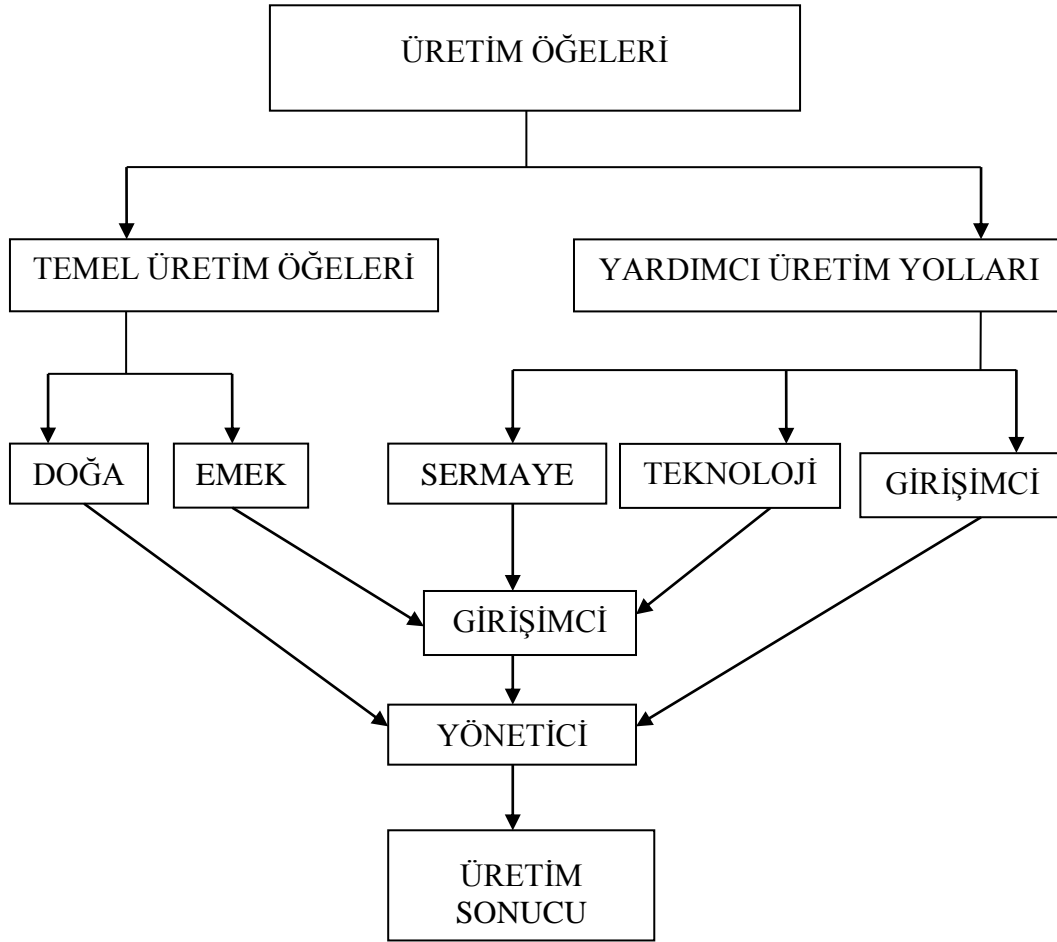 ÜRETİM ÖĞELERİ
TEMEL ÜRETİM ÖĞELERİ
YARDIMCI ÜRETİM YOLLARI
DOĞA
EMEK
SERMAYE
TEKNOLOJİ
GİRİŞİMCİ
GİRİŞİMCİ
YÖNETİCİ
ÜRETİM
SONUCU